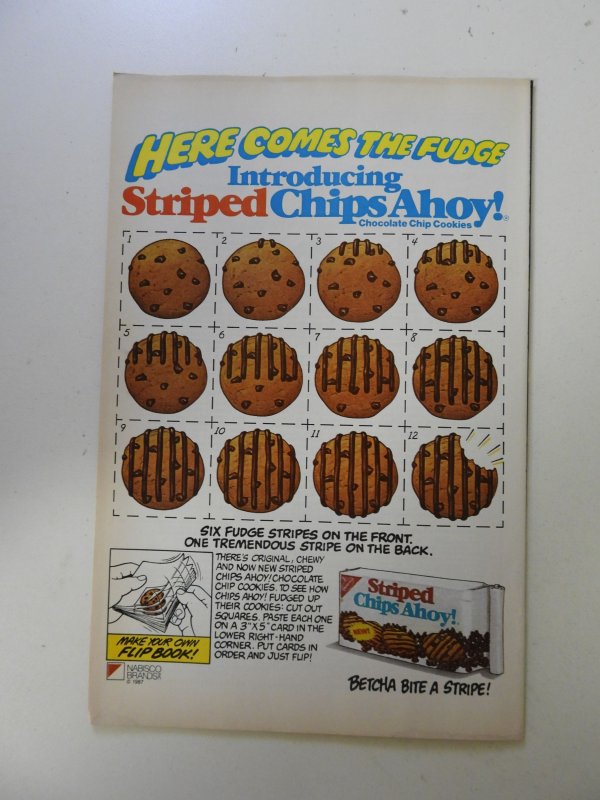 HERE COMES THE FUDGE
Introducing
Striped Chips Ahoy!®
Chocolate Chip Cookies
1 2 3 4
5 6 7 8
9 10 11 12
SIX FUDGE STRIPES ON THE FRONT.
ONE TREMENDOUS STRIPE ON THE BACK.
THERE'S ORIGINAL, CHEWY
AND NOW NEW STRIPED
CHIPS AHOY! CHOCOLATE
CHIP COOKIES. TO SEE HOW
CHIPS AHOY! FUDGED UP
THEIR COOKIES: CUT OUT
SQUARES. PASTE EACH ONE
ON A 3"X5" CARD IN THE
LOWER RIGHT-HAND
CORNER. PUT CARDS IN
ORDER AND JUST FLIP!
MAKE YOUR OWN
FLIP BOOK!
NABISCO
BRANDS
© 1987
Striped
Chips Ahoy!
NEW!
BETCHA BITE A STRIPE!